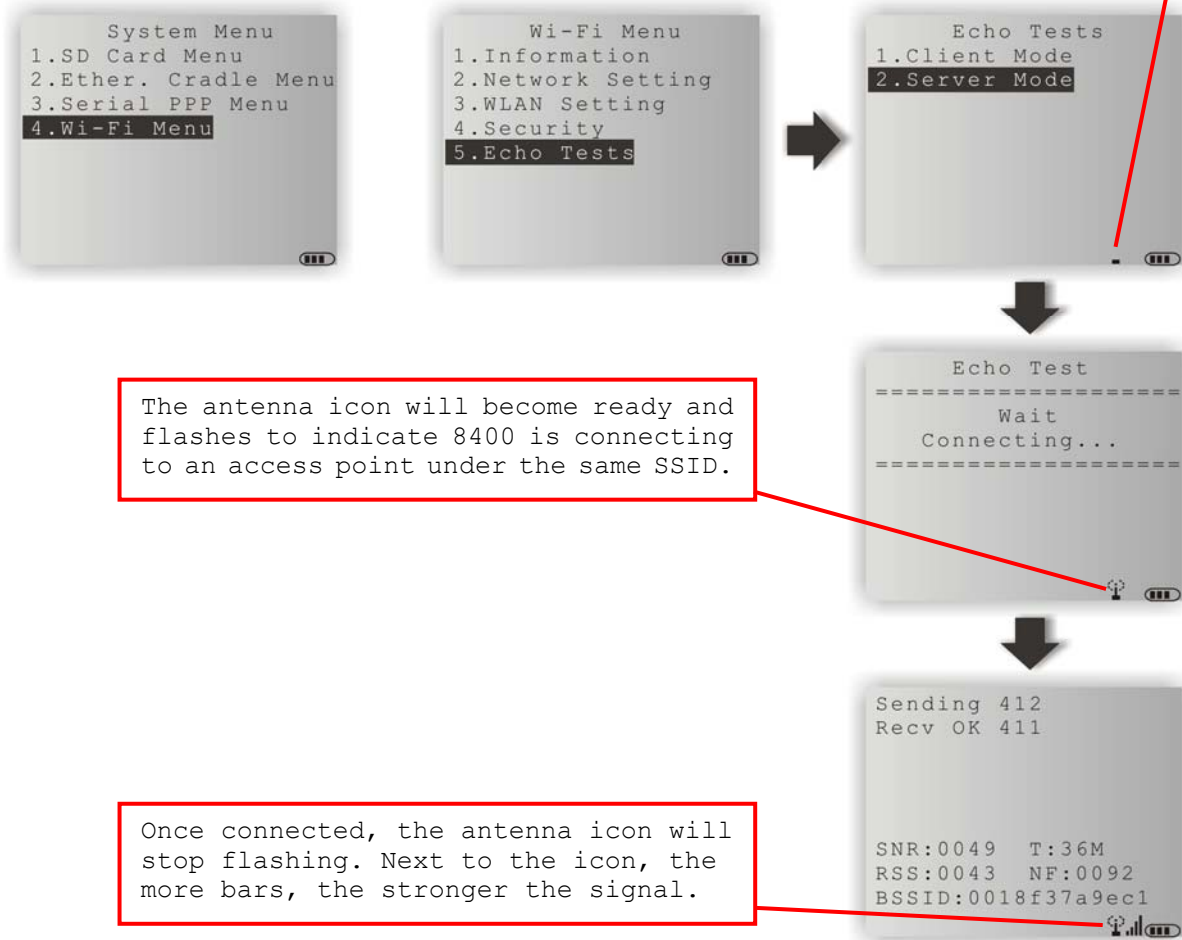 System Menu
1.SD Card Menu
2.Ether. Cradle Menu
3.Serial PPP Menu
4.Wi-Fi Menu
Wi-Fi Menu
1.Information
2.Network Setting
3.WLAN Setting
4.Security
5.Echo Tests
Echo Tests
1.Client Mode
2.Server Mode
The antenna icon will become ready and
flashes to indicate 8400 is connecting
to an access point under the same SSID.
Echo Test
====================
Wait
Connecting...
====================
Once connected, the antenna icon will
stop flashing. Next to the icon, the
more bars, the stronger the signal.
Sending 412
Recv OK 411
SNR:0049 T:36M
RSS:0043 NF:0092
BSSID:0018f37a9ec1